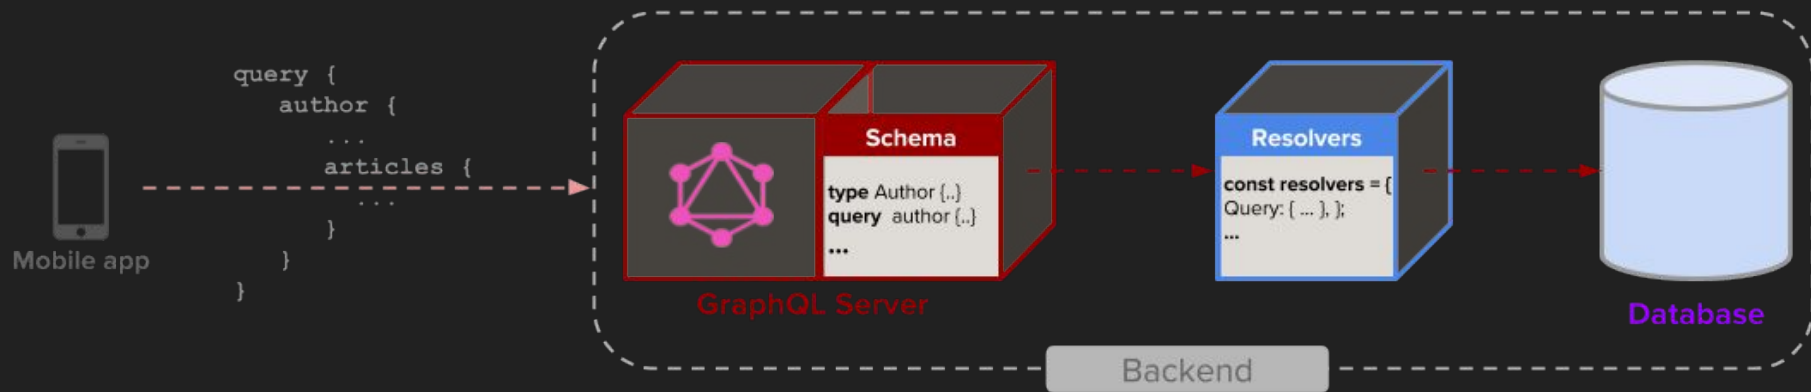 query {
author {
...
articles {
...
}
}
}
Mobile app
Schema
type Author {..}
query author {..}
...
GraphQL Server
Resolvers
const resolvers = {
Query: { ... }, };
...
Database
Backend